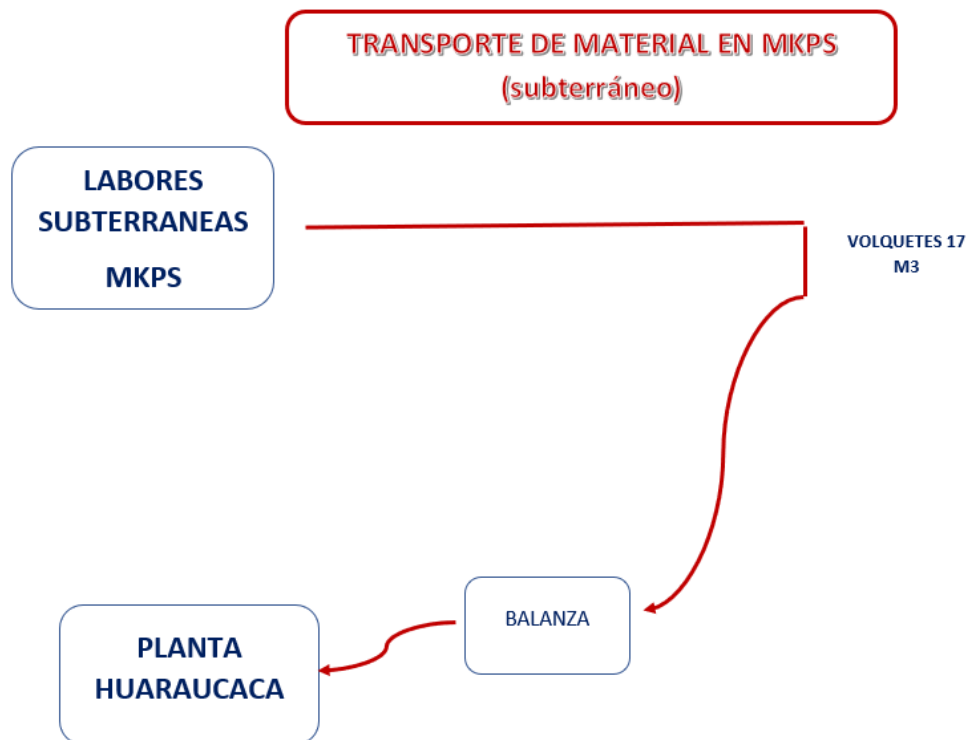 TRANSPORTE DE MATERIAL EN MKPS
(subterráneo)
LABORES
SUBTERRANEAS
MKPS
VOLQUETES 17
M3
BALANZA
PLANTA
HUARAUCACA